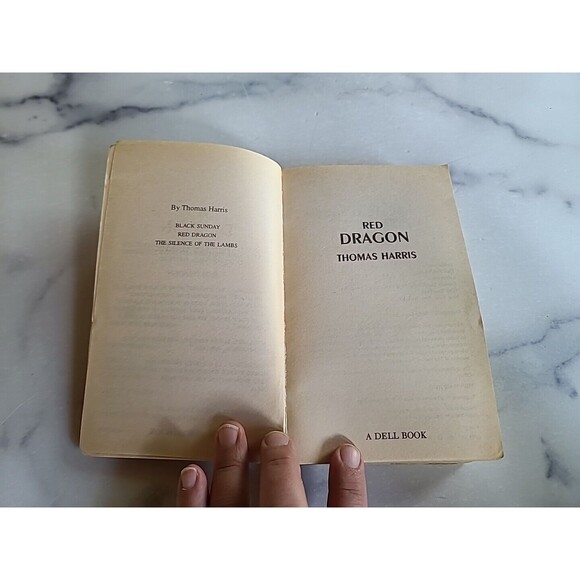 By Thomas Harris
BLACK SUNDAY
RED DRAGON
THE SILENCE OF THE LAMBS
RED
DRAGON
THOMAS HARRIS
A DELL BOOK